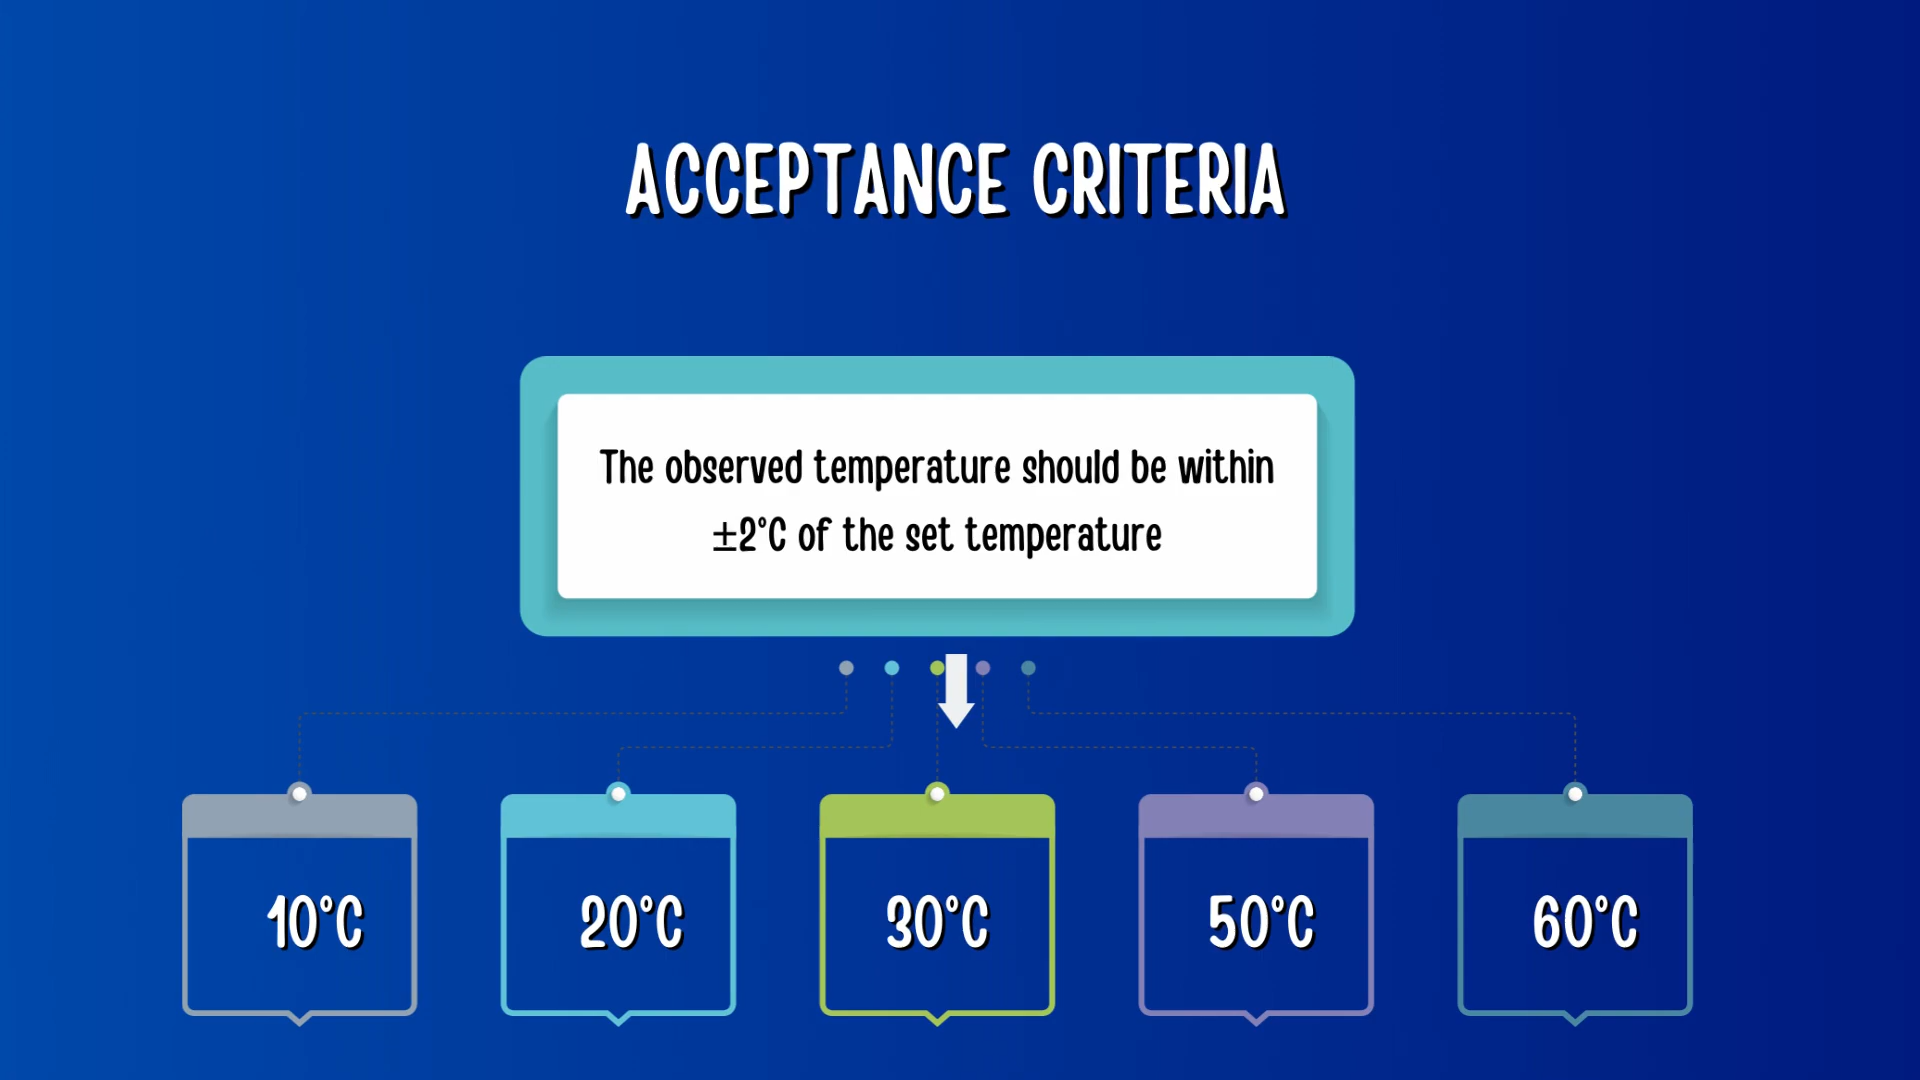 ACCEPTANCE CRITERIA
The observed temperature should be within
±2°C of the set temperature
10°C
20°C
30°C
50°C
60°C